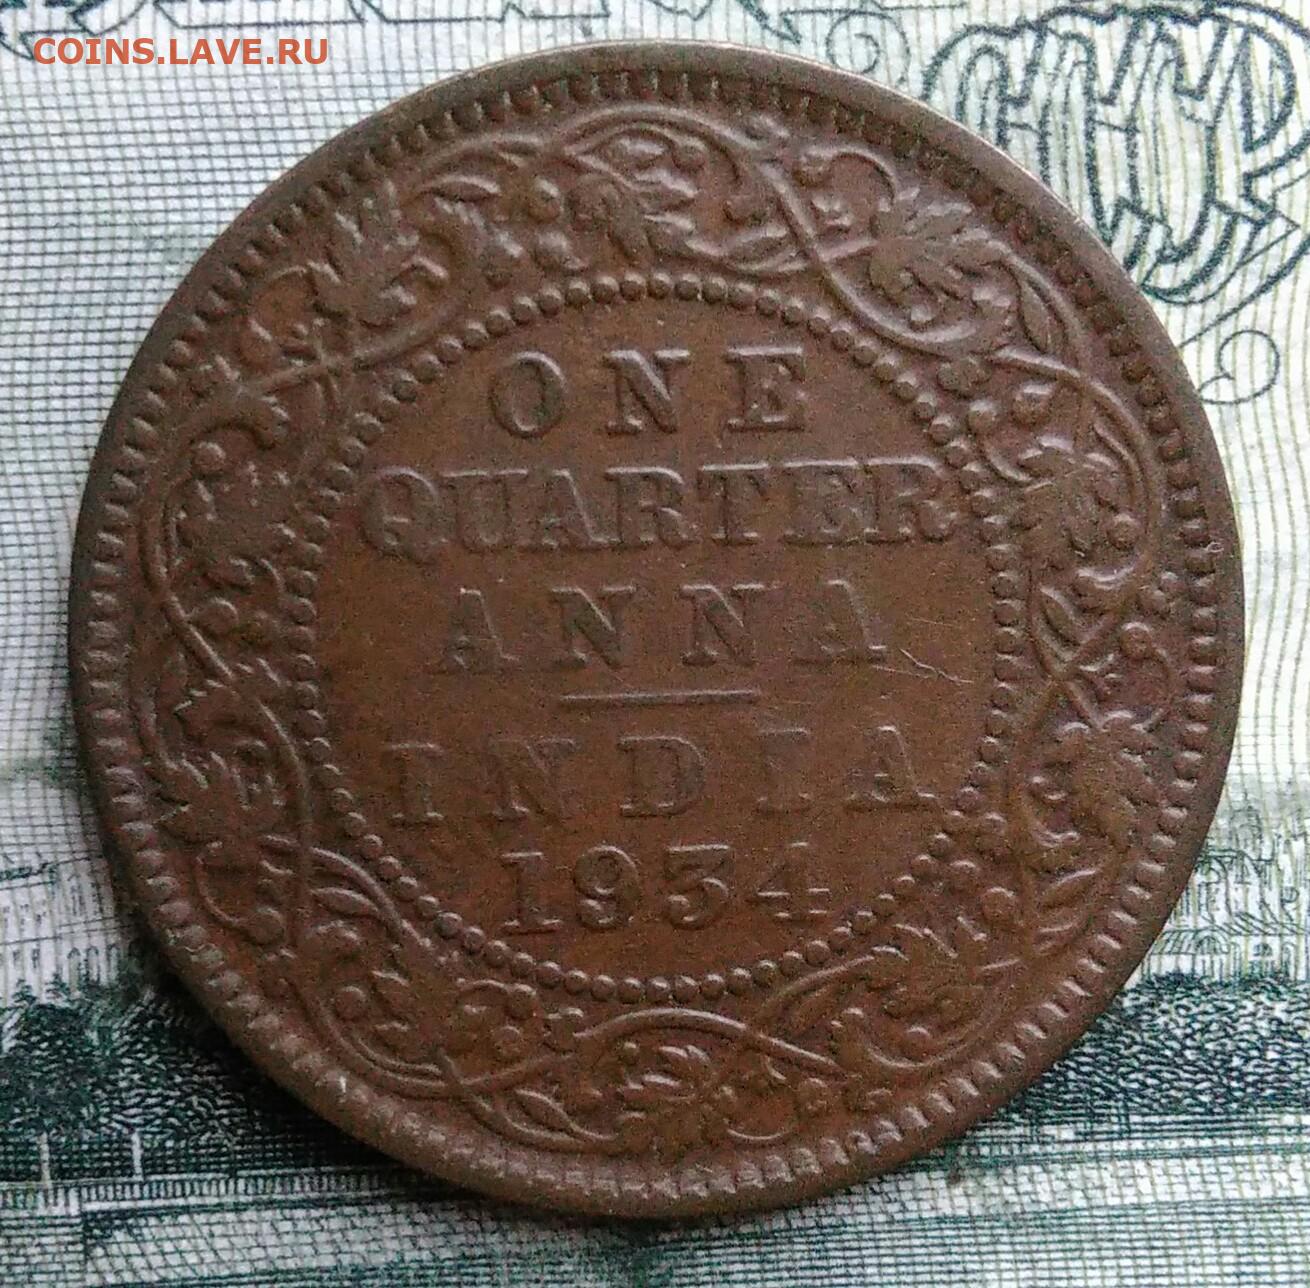 COINS.LAVE.RU
ONE
QUARTER
ANNA
INDIA
1934